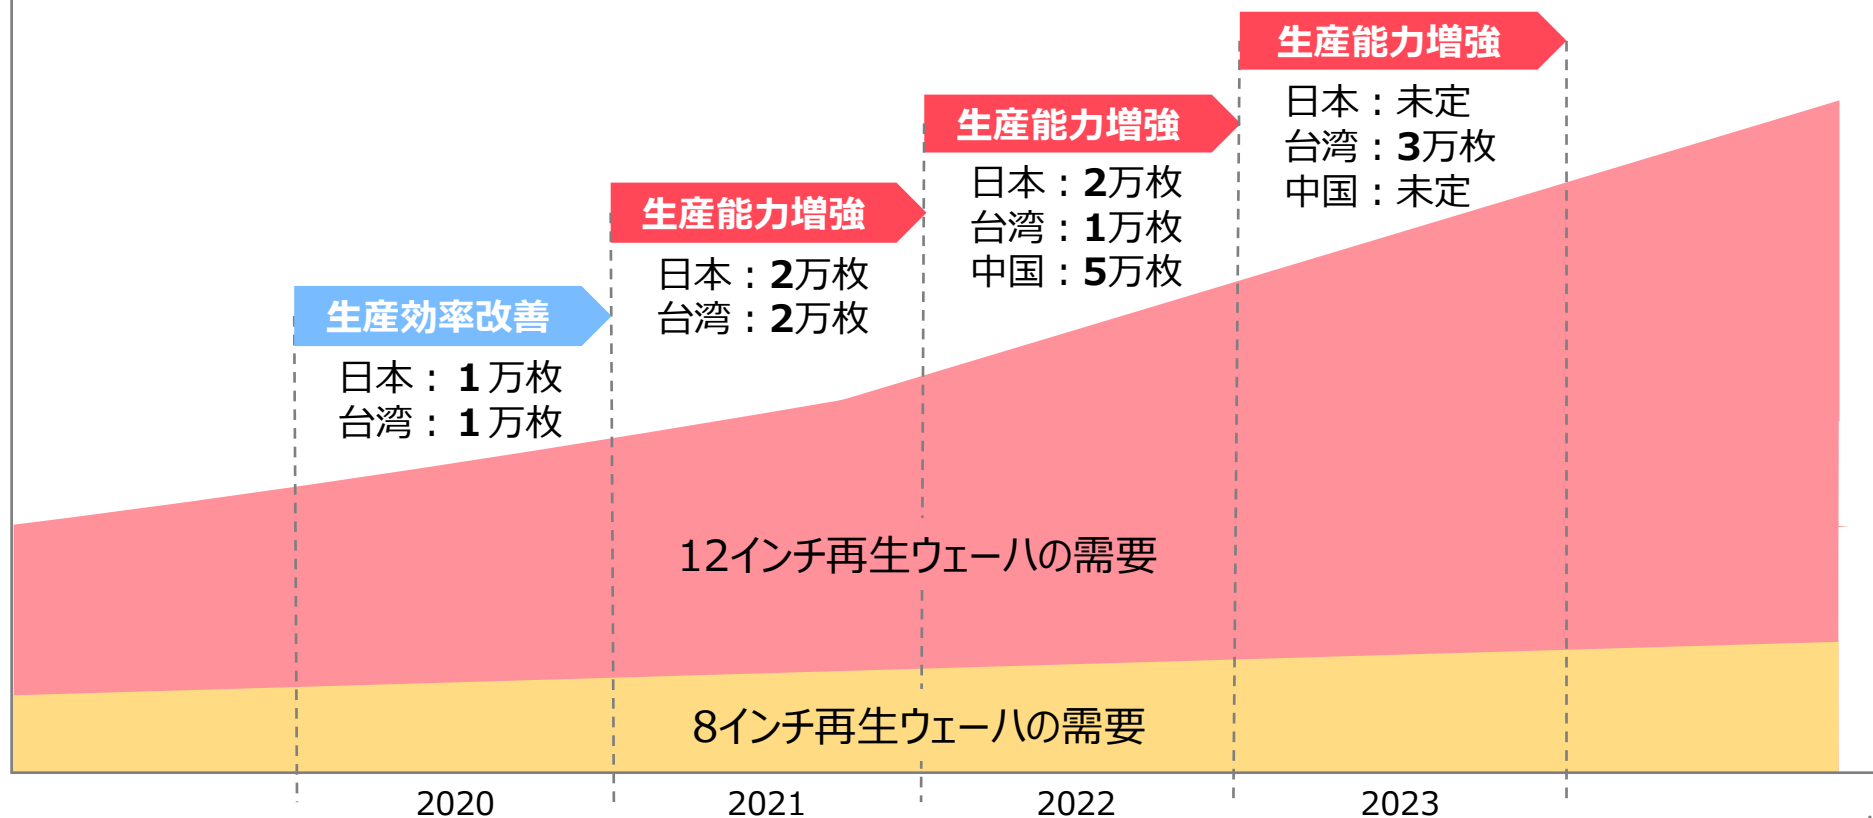 生産能力増強
日本：未定
台湾：3万枚
中国：未定
生産能力増強
日本：2万枚
台湾：1万枚
中国：5万枚
生産能力増強
日本：2万枚
台湾：2万枚
生産効率改善
日本：1万枚
台湾：1万枚
12インチ再生ウェーハの需要
8インチ再生ウェーハの需要
2020 2021 2022 2023